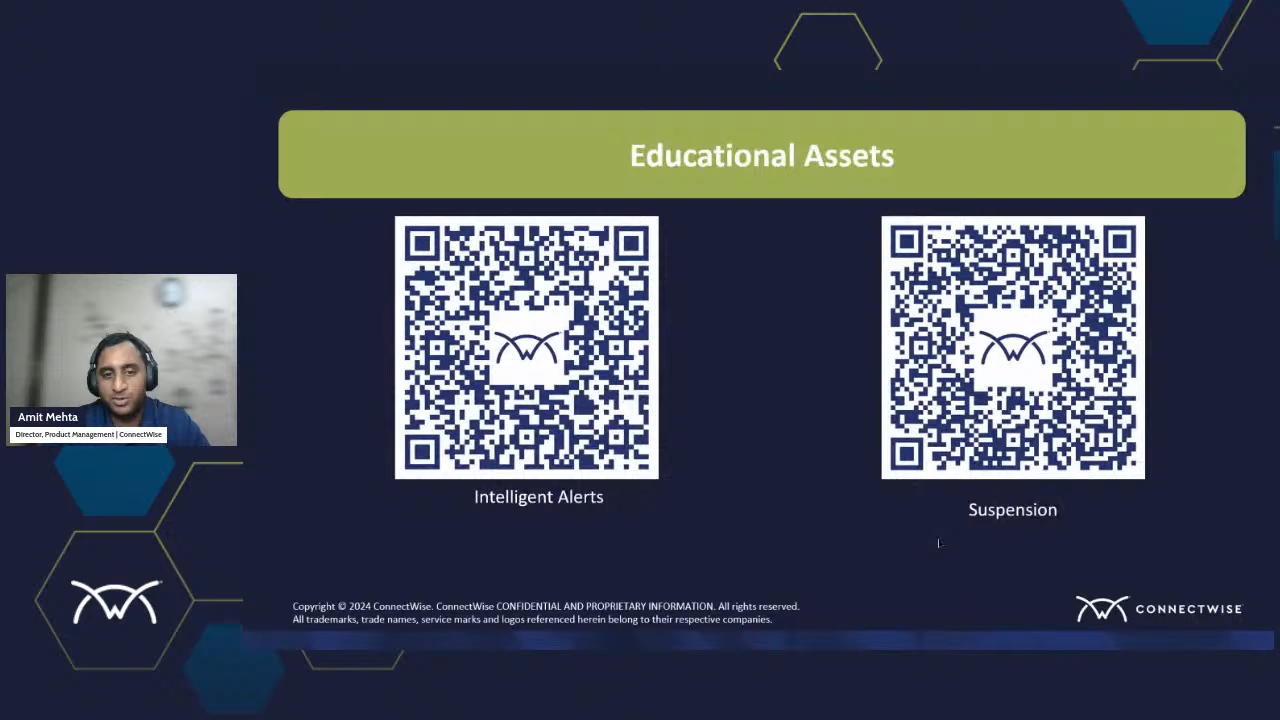 Educational Assets
Amit Mehta
Director, Product Management | ConnectWise
Intelligent Alerts
Suspension
Copyright © 2024 ConnectWise. ConnectWise CONFIDENTIAL AND PROPRIETARY INFORMATION. All rights reserved.
All trademarks, trade names, service marks and logos referenced herein belong to their respective companies.
CONNECTWISE